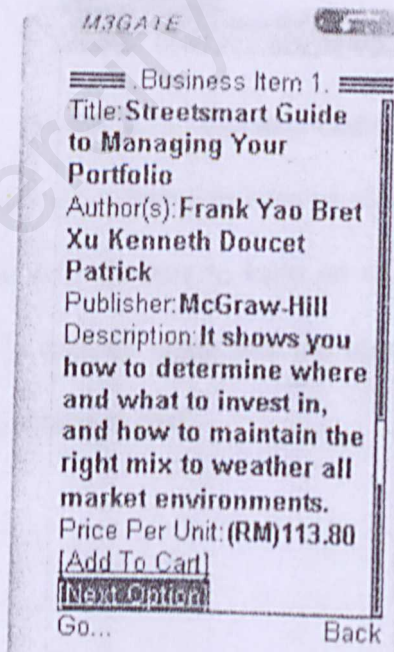 M3GATE
.Business Item 1.
Title:Streetsmart Guide
to Managing Your
Portfolio
Author(s):Frank Yao Bret
Xu Kenneth Doucet
Patrick
Publisher:McGraw-Hill
Description:It shows you
how to determine where
and what to invest in,
and how to maintain the
right mix to weather all
market environments.
Price Per Unit:(RM)113.80
[Add To Cart]
[Next Option]
Go... Back